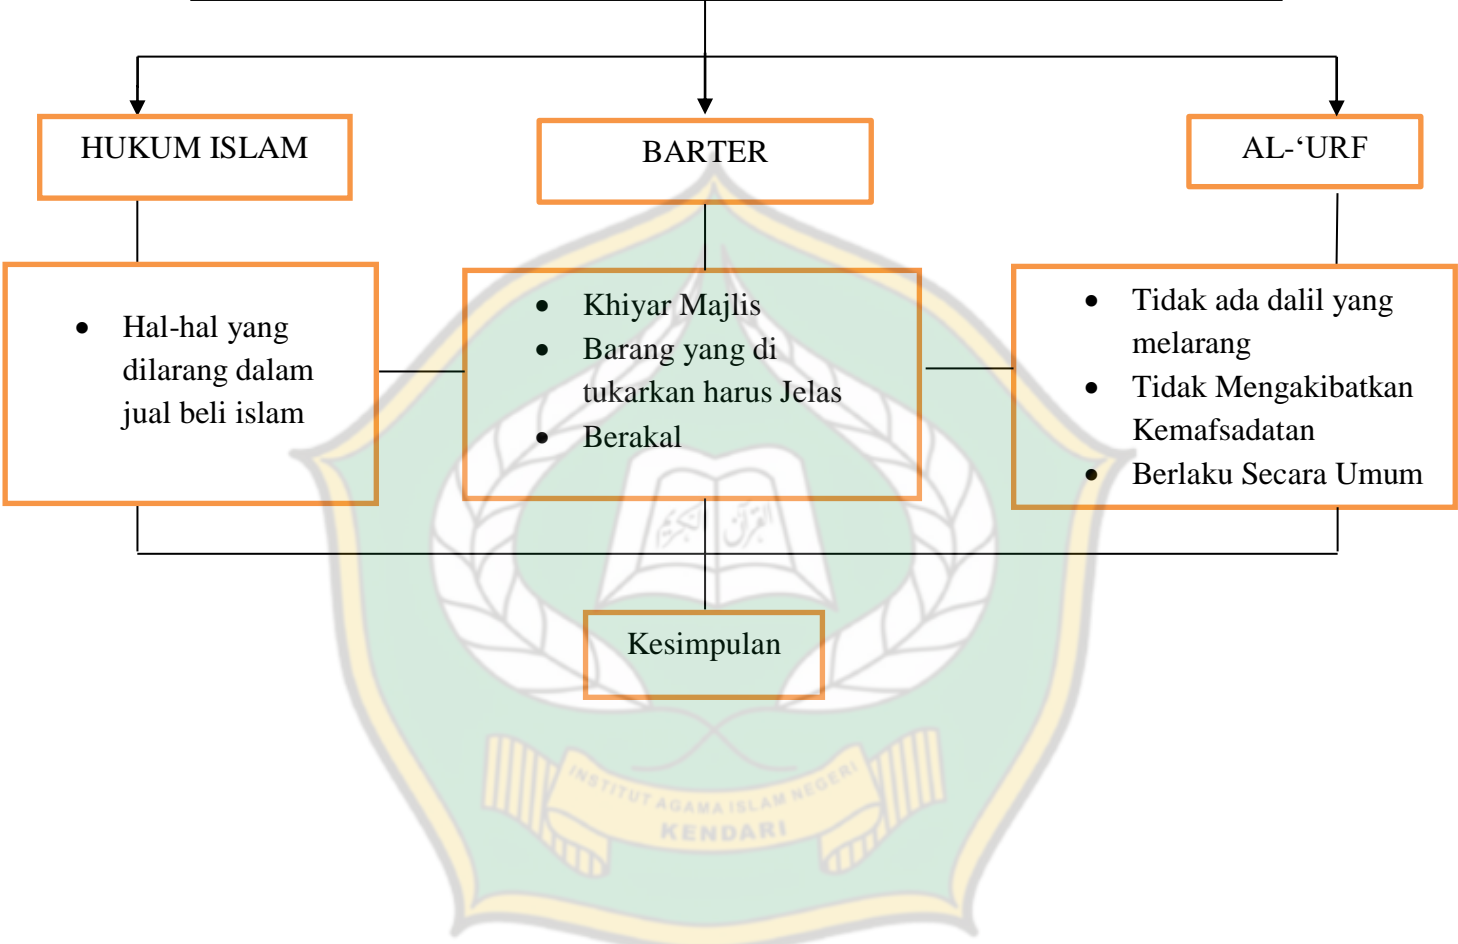 HUKUM ISLAM
BARTER
AL-‘URF
• Hal-hal yang
dilarang dalam
jual beli islam
• Khiyar Majlis
• Barang yang di
tukarkan harus Jelas
• Berakal
• Tidak ada dalil yang
melarang
• Tidak Mengakibatkan
Kemafsadatan
• Berlaku Secara Umum
القرآن الكريم
Kesimpulan
INSTITUT AGAMA ISLAM NEGERI
KENDARI